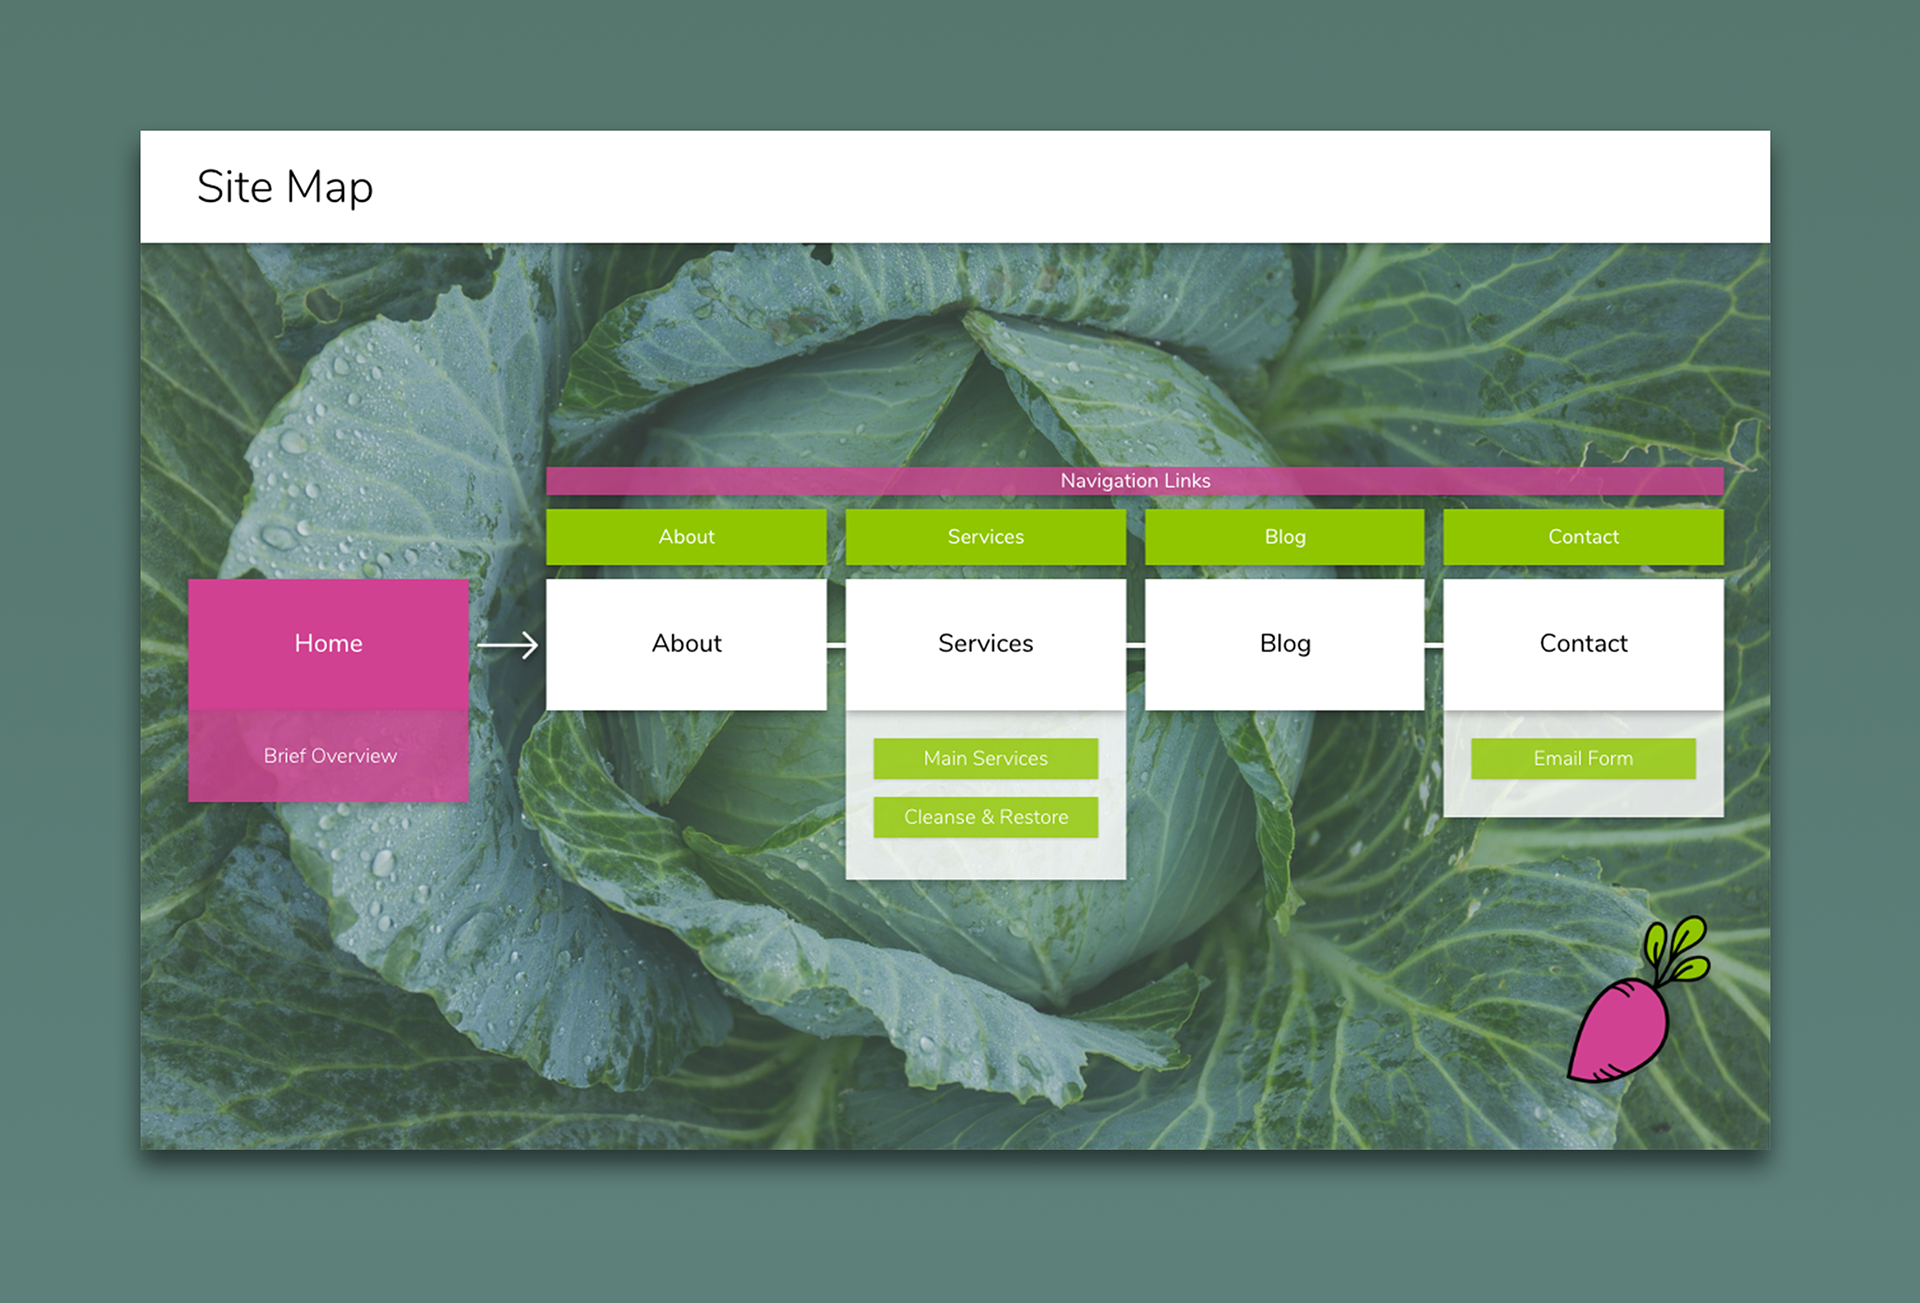 Site Map
Navigation Links
About
Services
Blog
Contact
Home
About
Services
Blog
Contact
Brief Overview
Main Services
Email Form
Cleanse & Restore